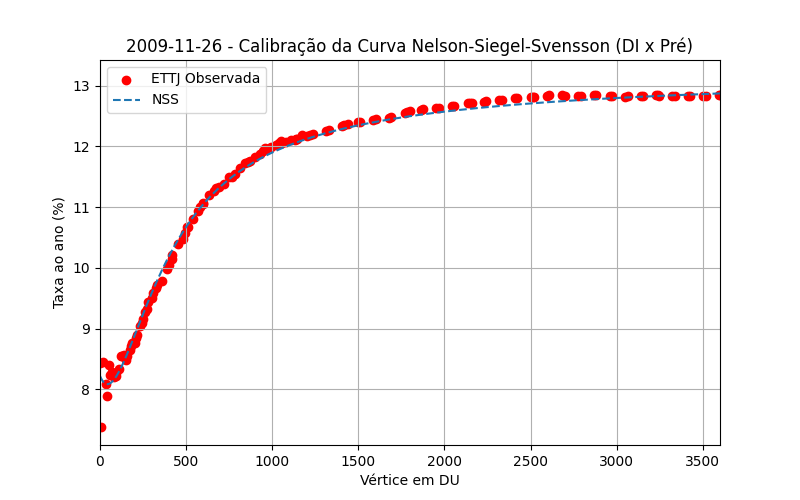 2009-11-26 - Calibração da Curva Nelson-Siegel-Svensson (DI x Pré)
ETTJ Observada
NSS
Taxa ao ano (%)
13
12
11
10
9
8
0 500 1000 1500 2000 2500 3000 3500
Vértice em DU